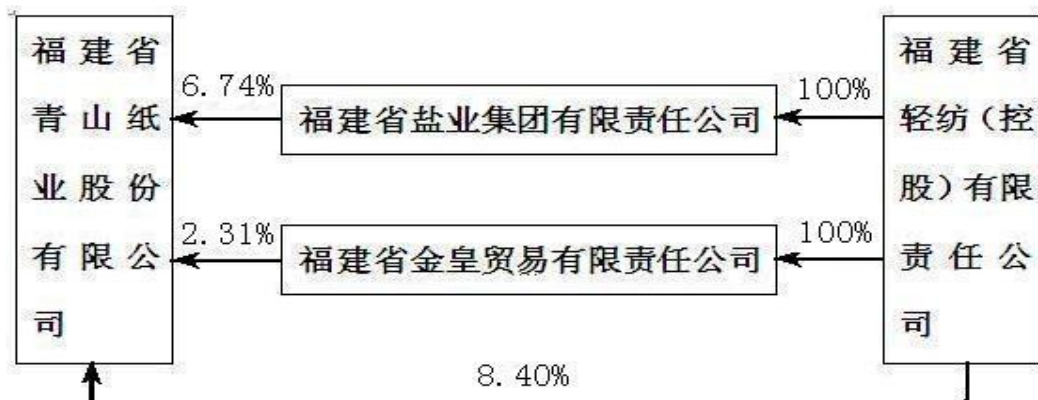 福建省
青山纸
业股份
有限公
司
6.74%
福建省盐业集团有限责任公司
100%
2.31%
福建省金皇贸易有限责任公司
100%
福建省
轻纺（控
股）有限
责任公
司
8.40%